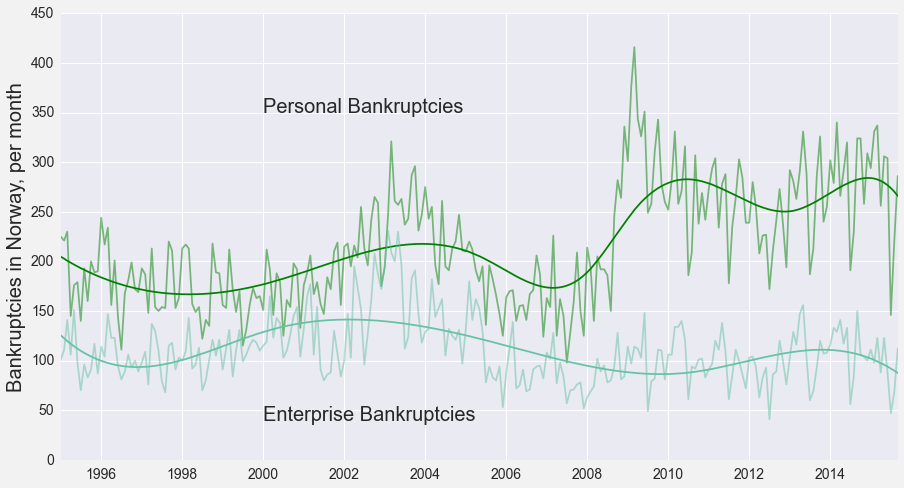 Bankruptcies in Norway, per month
450
400
350
300
250
200
150
100
50
0
Personal Bankruptcies
Enterprise Bankruptcies
1996 1998 2000 2002 2004 2006 2008 2010 2012 2014